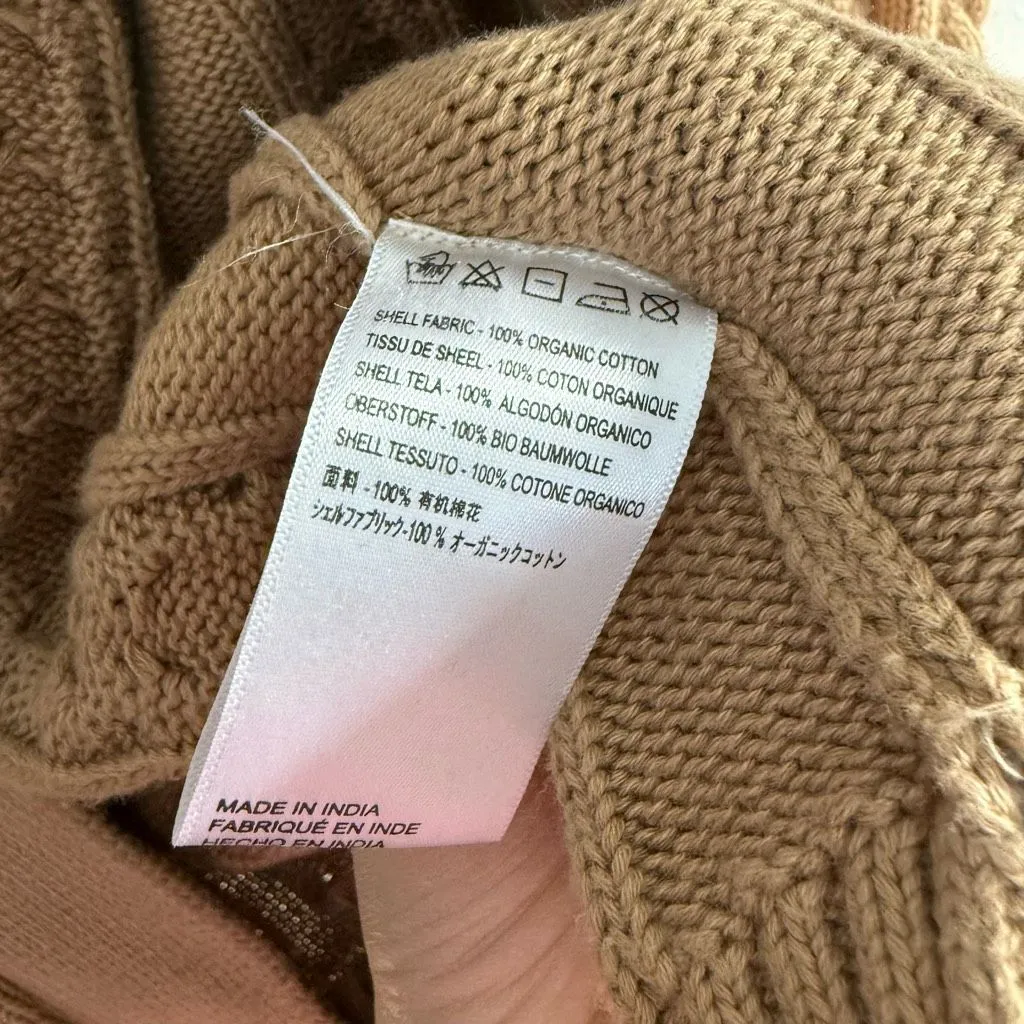 SHELL FABRIC - 100% ORGANIC COTTON
TISSU DE SHEEL - 100% COTON ORGANIQUE
SHELL TELA - 100% ALGODÓN ORGANICO
OBERSTOFF - 100% BIO BAUMWOLLE
SHELL TESSUTO - 100% COTONE ORGANICO
面料 - 100% 有机棉花
シェルファブリック-100 % オーガニックコットン
MADE IN INDIA
FABRIQUÉ EN INDE
HECHO EN INDIA